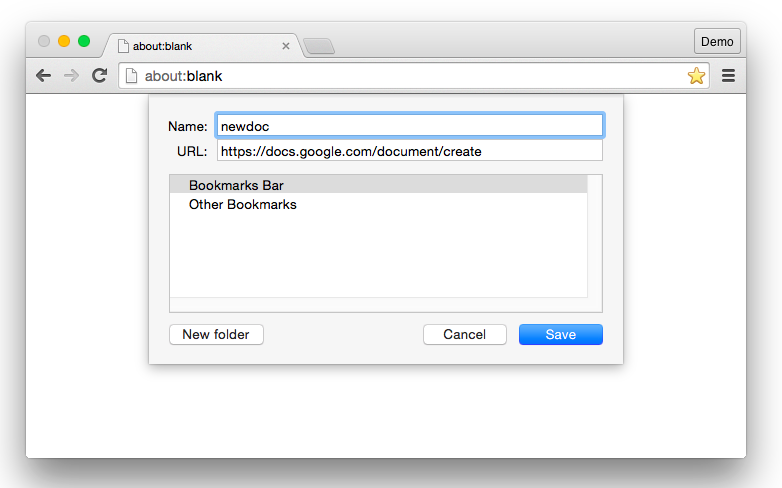 about:blank
Demo
about:blank
Name: newdoc
URL: https://docs.google.com/document/create
Bookmarks Bar
Other Bookmarks
New folder Cancel Save